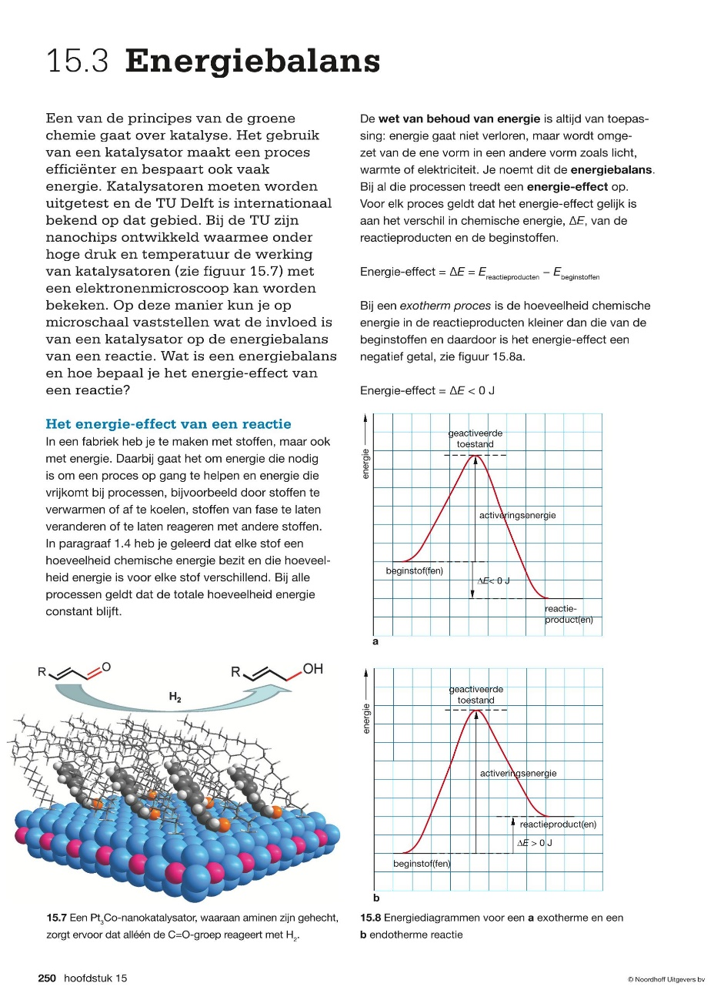 15.3 Energiebalans
Een van de principes van de groene
chemie gaat over katalyse. Het gebruik
van een katalysator maakt een proces
efficiënter en bespaart ook vaak
energie. Katalysatoren moeten worden
uitgetest en de TU Delft is internationaal
bekend op dat gebied. Bij de TU zijn
nanochips ontwikkeld waarmee onder
hoge druk en temperatuur de werking
van katalysatoren (zie figuur 15.7) met
een elektronenmicroscoop kan worden
bekeken. Op deze manier kun je op
microschaal vaststellen wat de invloed is
van een katalysator op de energiebalans
van een reactie. Wat is een energiebalans
en hoe bepaal je het energie-effect van
een reactie?
Het energie-effect van een reactie
In een fabriek heb je te maken met stoffen, maar ook
met energie. Daarbij gaat het om energie die nodig
is om een proces op gang te helpen en energie die
vrijkomt bij processen, bijvoorbeeld door stoffen te
verwarmen of af te koelen, stoffen van fase te laten
veranderen of te laten reageren met andere stoffen.
In paragraaf 1.4 heb je geleerd dat elke stof een
hoeveelheid chemische energie bezit en die hoeveel-
heid energie is voor elke stof verschillend. Bij alle
processen geldt dat de totale hoeveelheid energie
constant blijft.
R O R OH
H₂
15.7 Een Pt₃Co-nanokatalysator, waaraan aminen zijn gehecht,
zorgt ervoor dat alléén de C=O-groep reageert met H₂.
De wet van behoud van energie is altijd van toepas-
sing: energie gaat niet verloren, maar wordt omge-
zet van de ene vorm in een andere vorm zoals licht,
warmte of elektriciteit. Je noemt dit de energiebalans.
Bij al die processen treedt een energie-effect op.
Voor elk proces geldt dat het energie-effect gelijk is
aan het verschil in chemische energie, ΔE, van de
reactieproducten en de beginstoffen.
Energie-effect = ΔE = E reactieproducten – E beginstoffen
Bij een exotherm proces is de hoeveelheid chemische
energie in de reactieproducten kleiner dan die van de
beginstoffen en daardoor is het energie-effect een
negatief getal, zie figuur 15.8a.
Energie-effect = ΔE < 0 J
energie
geactiveerde
toestand
activeringsenergie
beginstof(fen)
ΔE< 0 J
reactie-
product(en)
a
energie
geactiveerde
toestand
activeringsenergie
reactieproduct(en)
ΔE > 0 J
beginstof(fen)
b
15.8 Energiediagrammen voor een a exotherme en een
b endotherme reactie
250 hoofdstuk 15
© Noordhoff Uitgevers bv